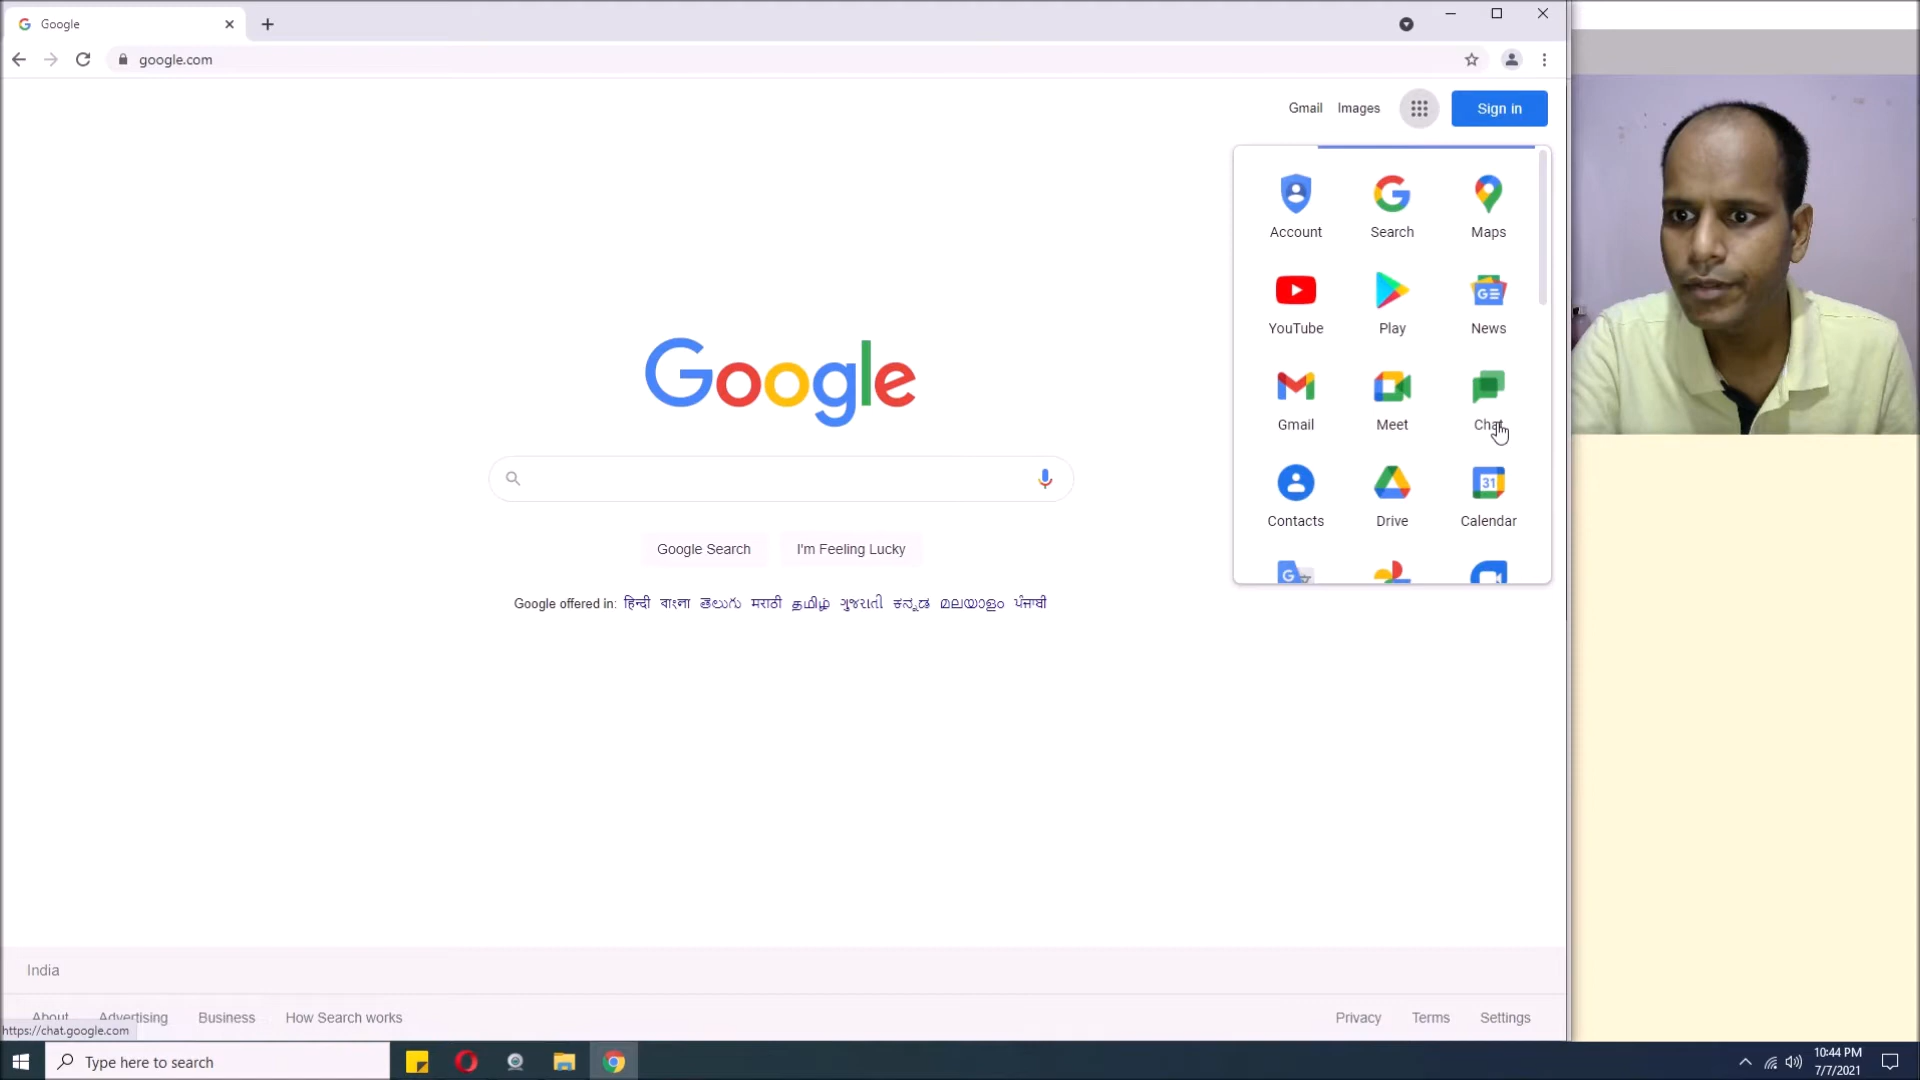 Google
google.com
Gmail Images Sign in
Account Search Maps
YouTube Play News
GE
Gmail Meet Chat
31
Contacts Drive Calendar
G
Google
Google Search I'm Feeling Lucky
Google offered in: हिन्दी বাংলা తెలుగు मराठी தமிழ் ગુજરાતી ಕನ್ನಡ മലയാളം ਪੰਜਾਬੀ
India
About Advertising Business How Search works Privacy Terms Settings
https://chat.google.com
Type here to search 10:44 PM
7/7/2021